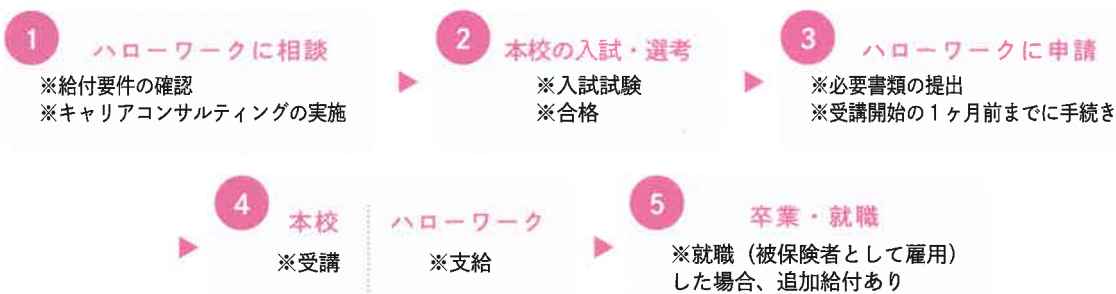 1 ハローワークに相談
※給付要件の確認
※キャリアコンサルティングの実施
2 本校の入試・選考
※入試試験
※合格
3 ハローワークに申請
※必要書類の提出
※受講開始の1ヶ月前までに手続き
4 本校 ハローワーク
※受講 ※支給
5 卒業・就職
※就職(被保険者として雇用)
した場合、追加給付あり